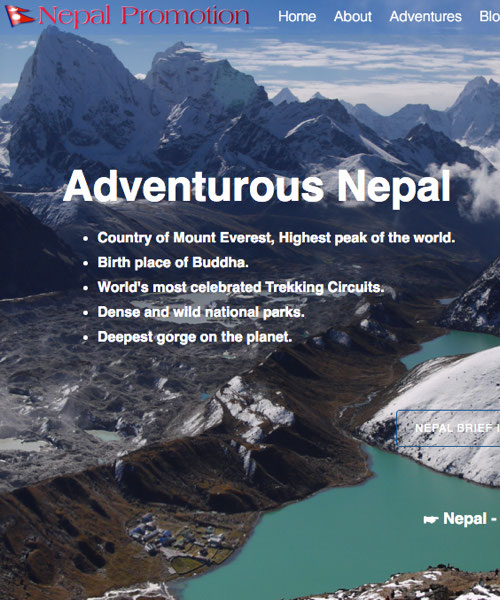 Nepal Promotion
Home About Adventures Blo
Adventurous Nepal
• Country of Mount Everest, Highest peak of the world.
• Birth place of Buddha.
• World's most celebrated Trekking Circuits.
• Dense and wild national parks.
• Deepest gorge on the planet.
NEPAL BRIEF I
☛ Nepal -